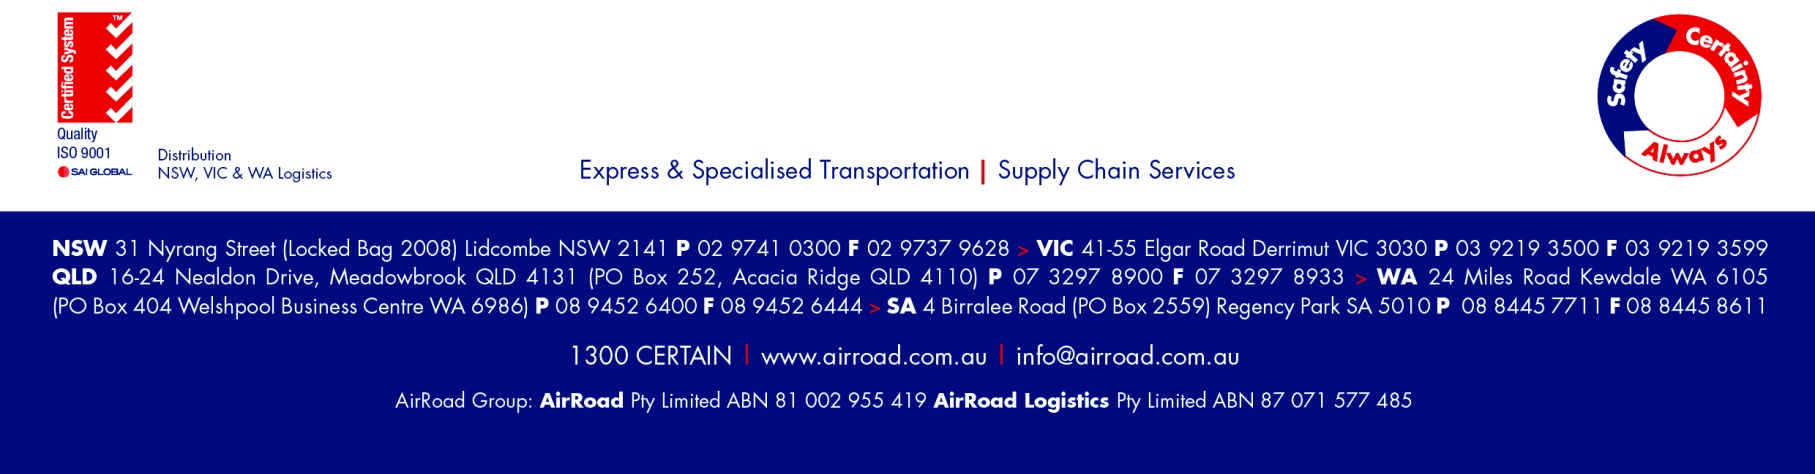 Certified System
TM
Quality
ISO 9001
SAI GLOBAL
Distribution
NSW, VIC & WA Logistics
Express & Specialised Transportation | Supply Chain Services
Safety
Certainty
Always
NSW 31 Nyrang Street (Locked Bag 2008) Lidcombe NSW 2141 P 02 9741 0300 F 02 9737 9628 > VIC 41-55 Elgar Road Derrimut VIC 3030 P 03 9219 3500 F 03 9219 3599
QLD 16-24 Nealdon Drive, Meadowbrook QLD 4131 (PO Box 252, Acacia Ridge QLD 4110) P 07 3297 8900 F 07 3297 8933 > WA 24 Miles Road Kewdale WA 6105
(PO Box 404 Welshpool Business Centre WA 6986) P 08 9452 6400 F 08 9452 6444 > SA 4 Birralee Road (PO Box 2559) Regency Park SA 5010 P 08 8445 7711 F 08 8445 8611
1300 CERTAIN | www.airroad.com.au | info@airroad.com.au
AirRoad Group: AirRoad Pty Limited ABN 81 002 955 419 AirRoad Logistics Pty Limited ABN 87 071 577 485